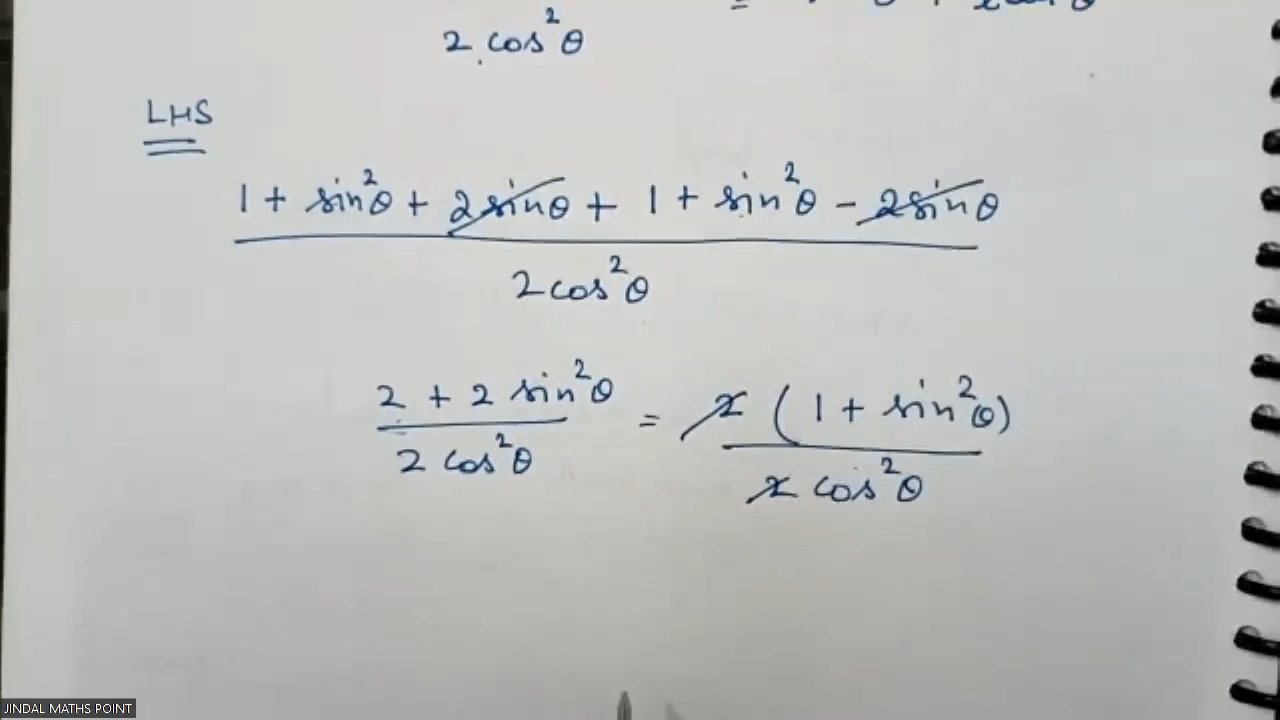 2 cos²θ
LHS
1 + sin²θ + 2sinθ + 1 + sin²θ - 2sinθ
2cos²θ
2 + 2 sin²θ = 2 (1 + sin²θ)
2 cos²θ 2 cos²θ
JINDAL MATHS POINT